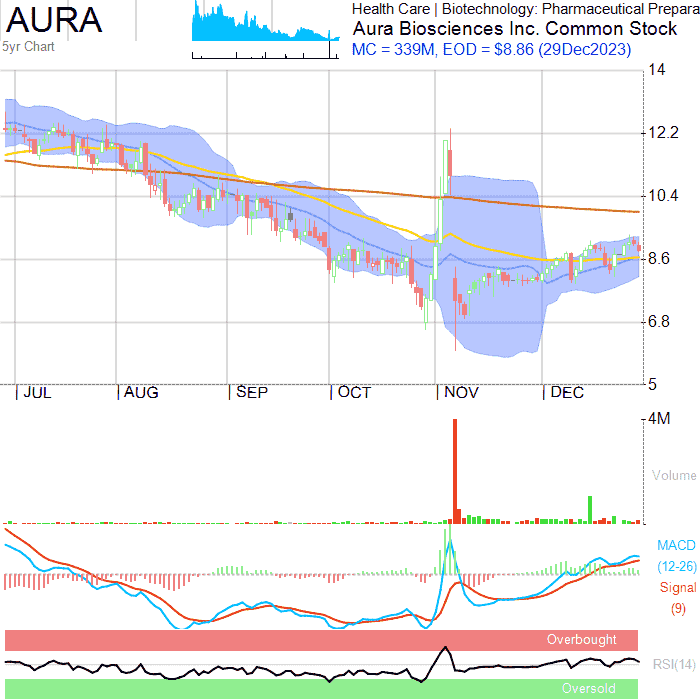 AURA
5yr Chart
Health Care | Biotechnology: Pharmaceutical Prepara
Aura Biosciences Inc. Common Stock
MC = 339M, EOD = $8.86 (29Dec2023)
14
12.2
10.4
8.6
6.8
5
JUL
AUG
SEP
OCT
NOV
DEC
4M
Volume
MACD
(12-26)
Signal
(9)
Overbought
RSI(14)
Oversold